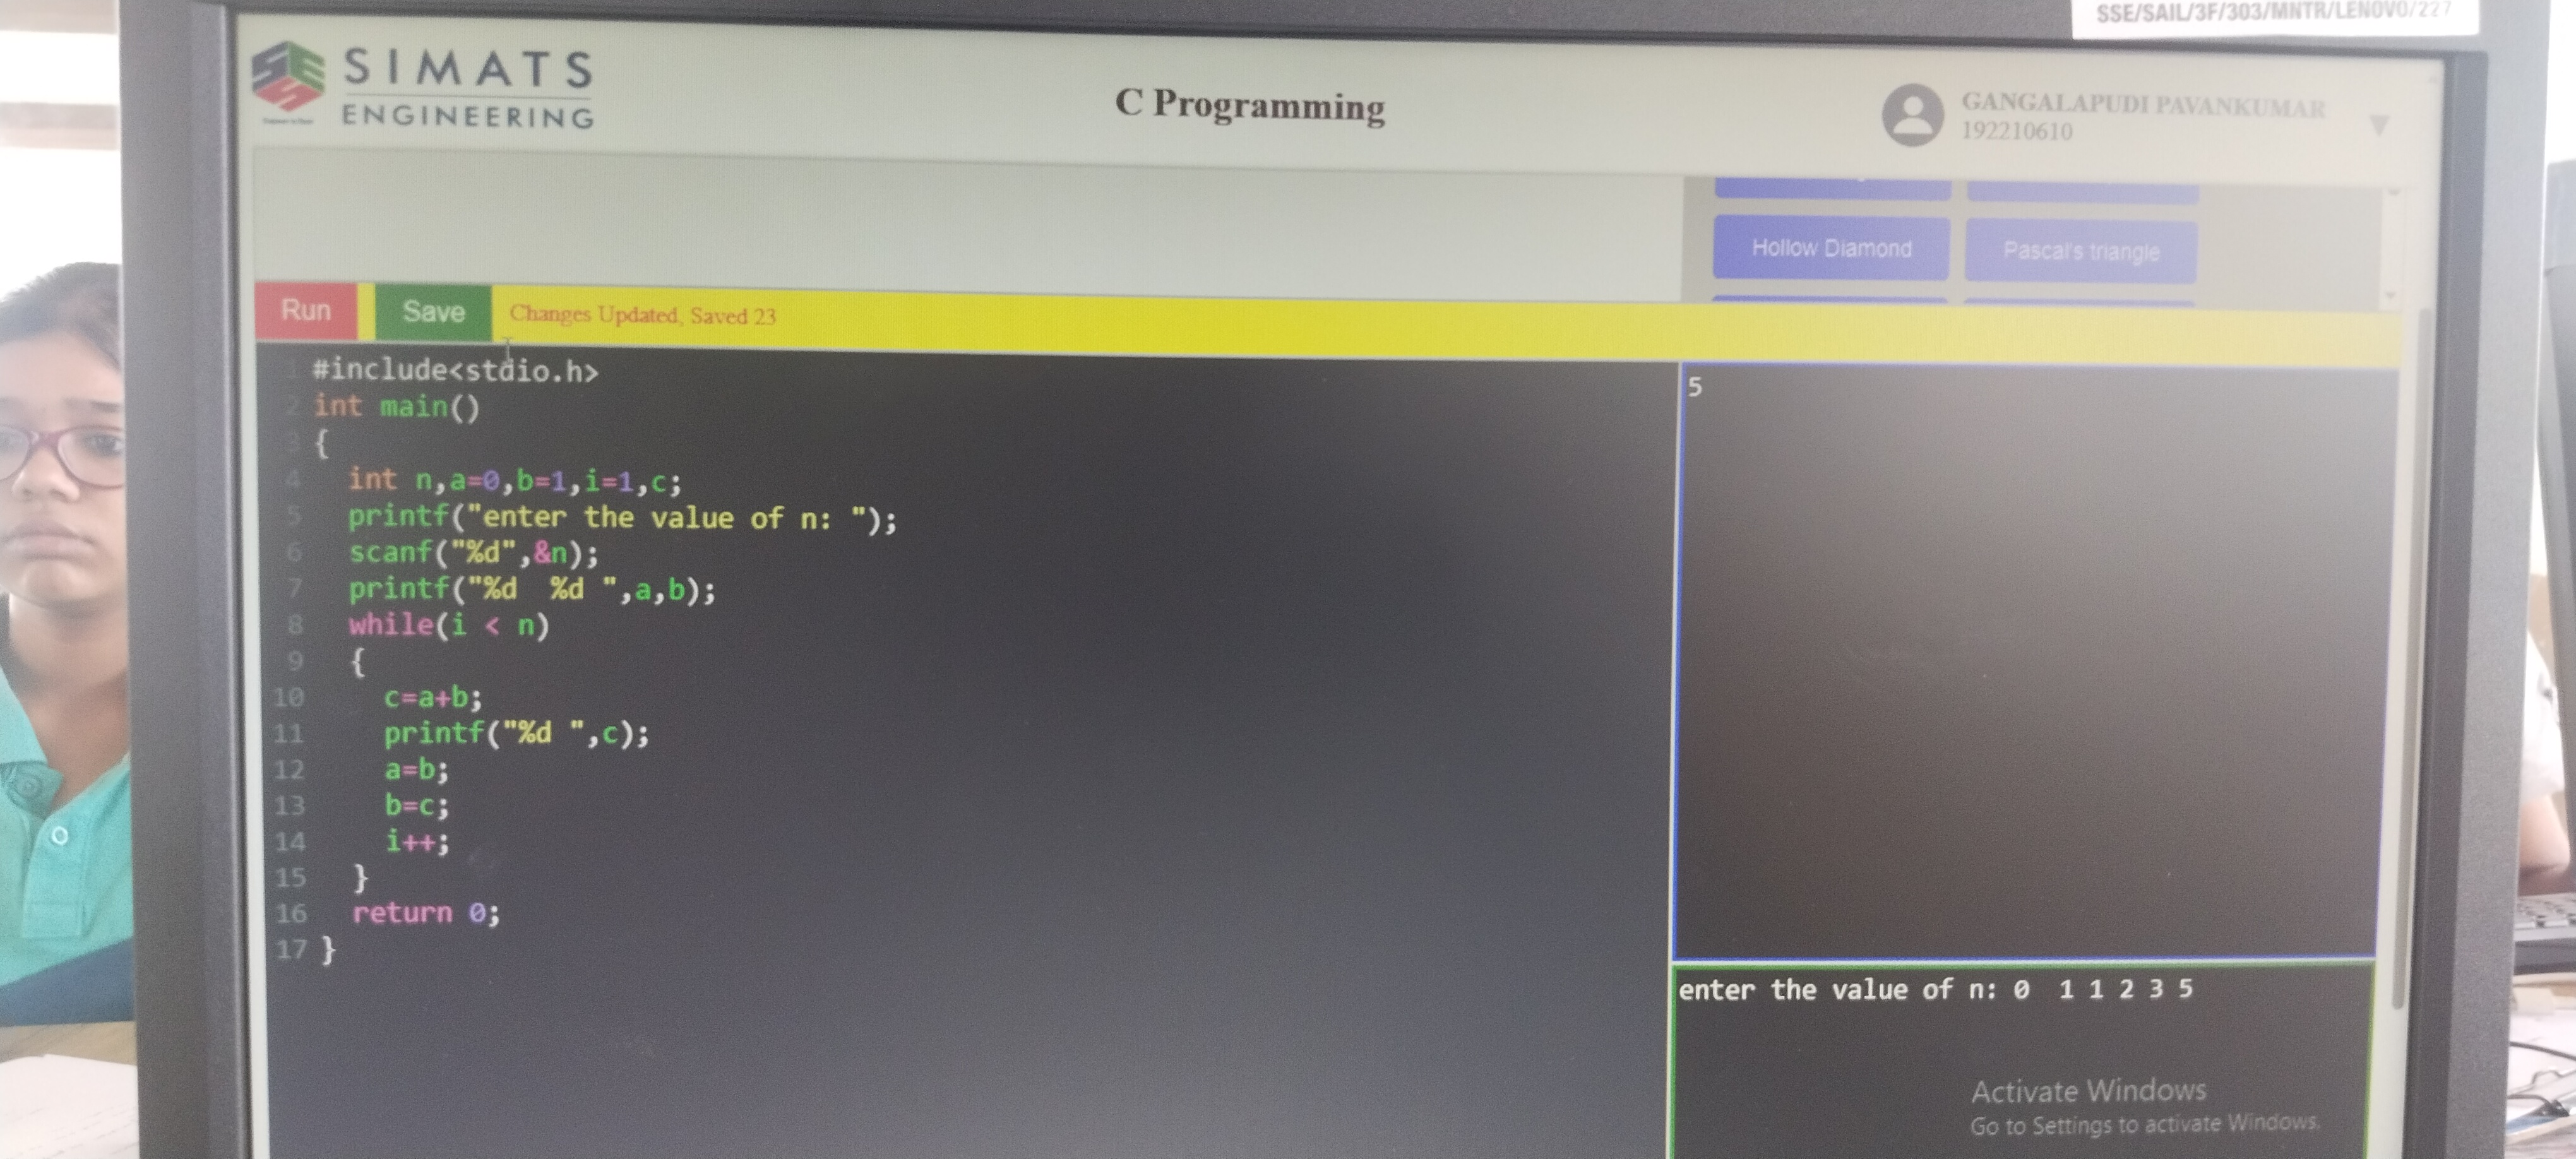 SSE/SAIL/3F/303/MNTR/LENOVO/227
SIMATS
ENGINEERING
C Programming
GANGALAPUDI PAVANKUMAR
192210610
Hollow Diamond
Pascal's triangle
Run
Save
Changes Updated, Saved 23
1 #include<stdio.h>
2 int main()
3 {
4 int n,a=0,b=1,i=1,c;
5 printf("enter the value of n: ");
6 scanf("%d",&n);
7 printf("%d  %d ",a,b);
8 while(i < n)
9 {
10 c=a+b;
11 printf("%d ",c);
12 a=b;
13 b=c;
14 i++;
15 }
16 return 0;
17 }
5
enter the value of n: 0  1 1 2 3 5
Activate Windows
Go to Settings to activate Windows.